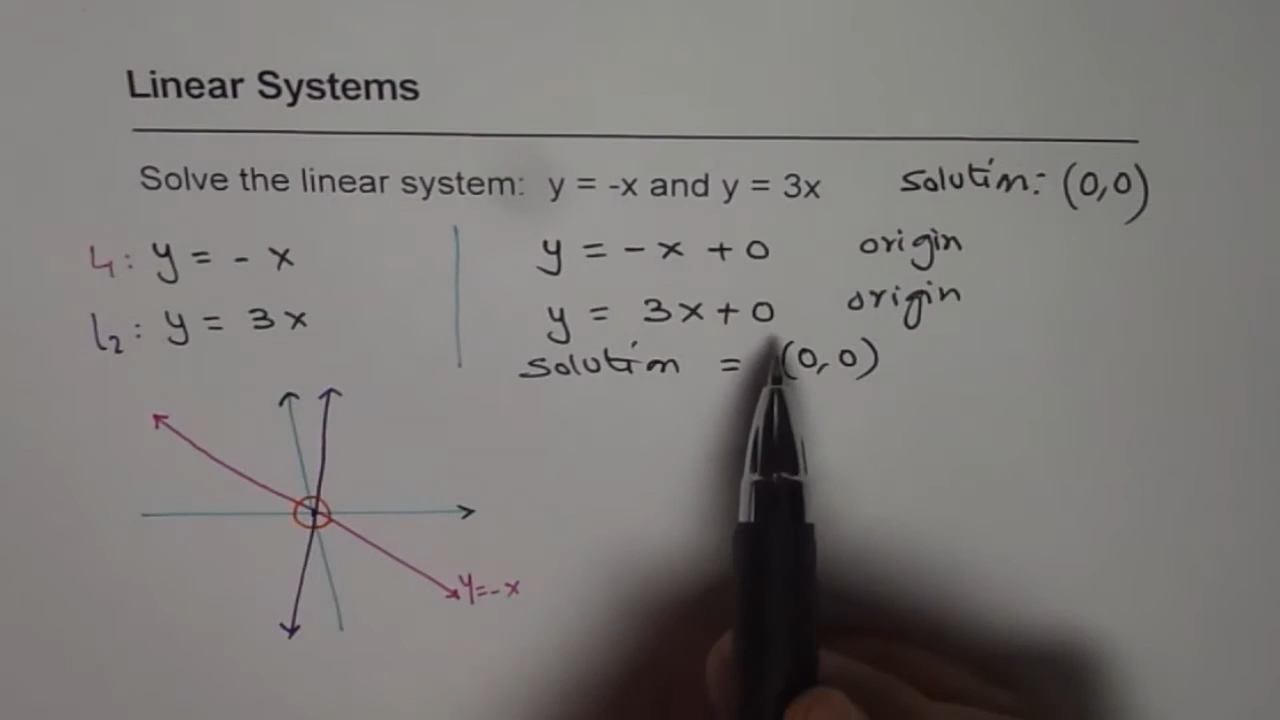 Linear Systems
Solve the linear system: y = -x and y = 3x
Solution: (0,0)
L1: y = - x
y = - x + 0
origin
l2: y = 3x
y = 3x + 0
origin
Solution = (0,0)
y=-x